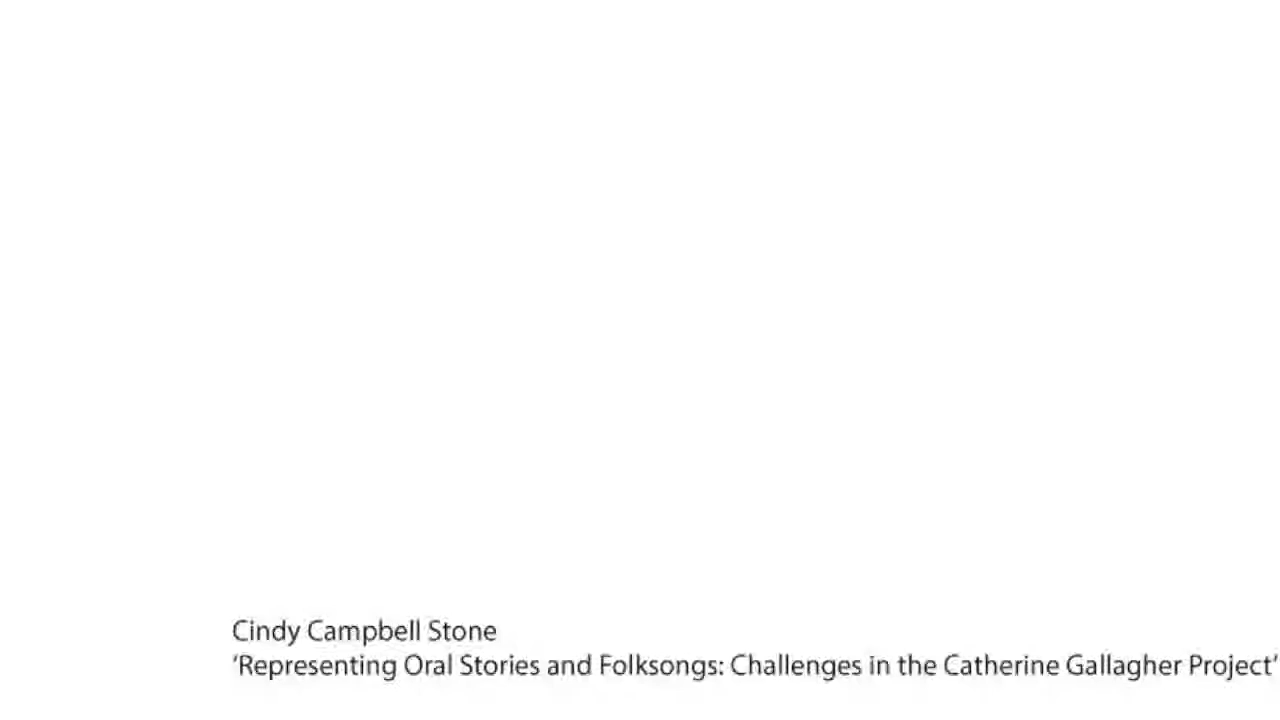 Cindy Campbell Stone
‘Representing Oral Stories and Folksongs: Challenges in the Catherine Gallagher Project’